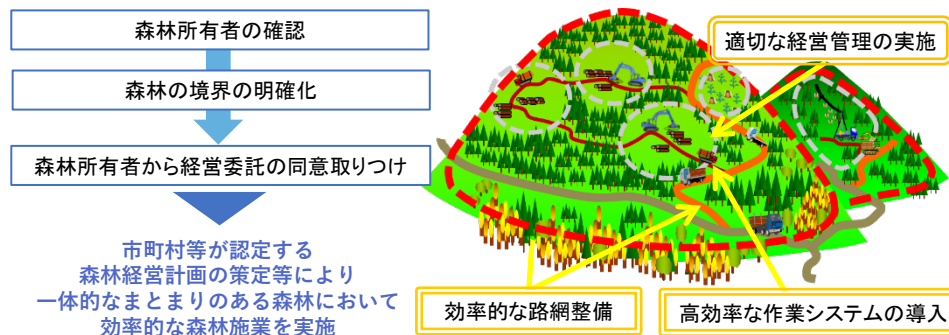 森林所有者の確認
森林の境界の明確化
森林所有者から経営委託の同意取りつけ
市町村等が認定する
森林経営計画の策定等により
一体的なまとまりのある森林において
効率的な森林施業を実施
適切な経営管理の実施
効率的な路網整備
高効率な作業システムの導入